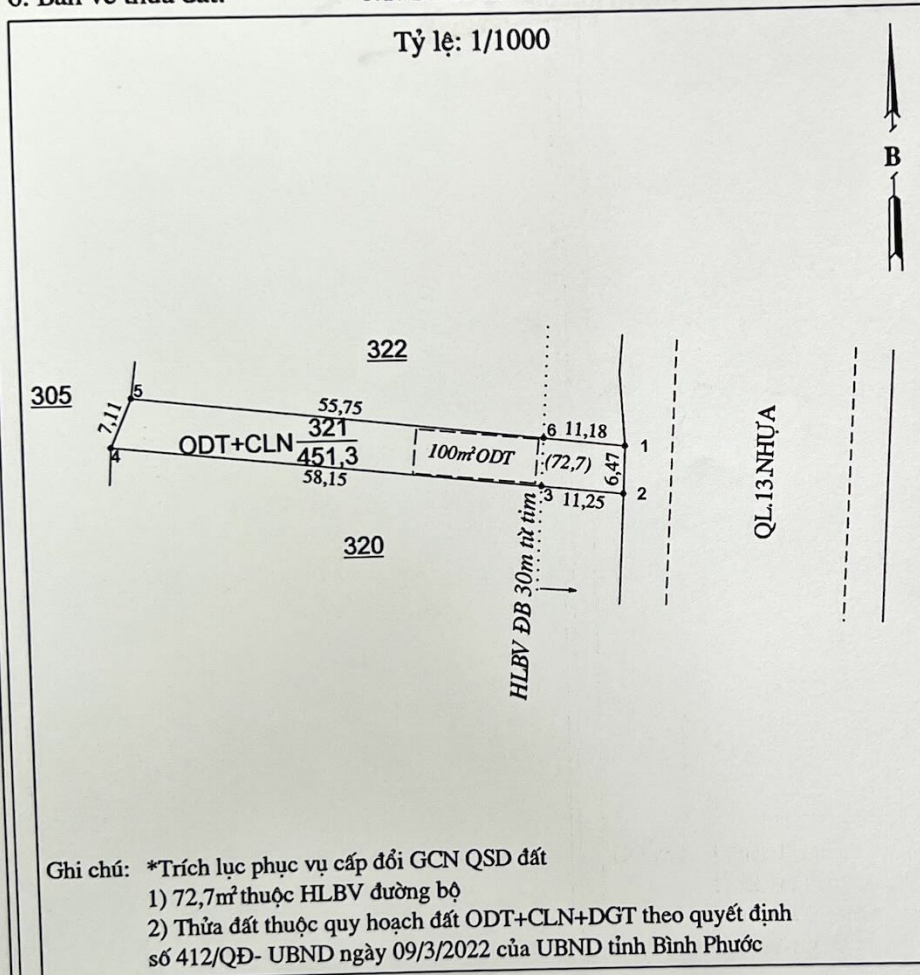 Tỷ lệ: 1/1000
B
322
305
5
55,75
7,11
4
ODT+CLN
321
451,3
58,15
100m² ODT
6
11,18
1
(72,7)
6,47
3
11,25
2
320
HLBV ĐB 30m từ tim
QL.13.NHỰA
Ghi chú: *Trích lục phục vụ cấp đổi GCN QSD đất
1) 72,7m² thuộc HLBV đường bộ
2) Thửa đất thuộc quy hoạch đất ODT+CLN+DGT theo quyết định
số 412/QĐ- UBND ngày 09/3/2022 của UBND tỉnh Bình Phước